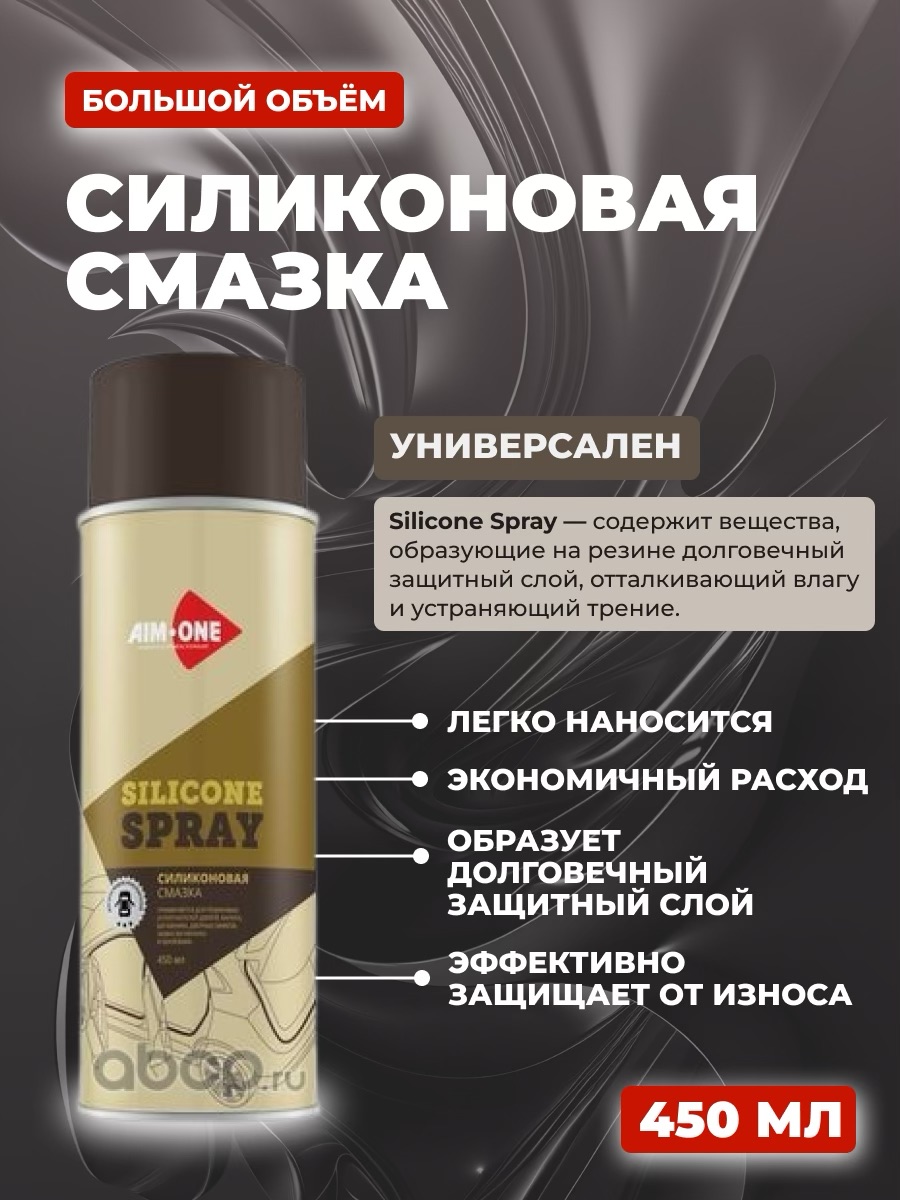 БОЛЬШОЙ ОБЪЁМ
СИЛИКОНОВАЯ
СМАЗКА
УНИВЕРСАЛЕН
Silicone Spray — содержит вещества,
образующие на резине долговечный
защитный слой, отталкивающий влагу
и устраняющий трение.
AIM•ONE
ЛЕГКО НАНОСИТСЯ
ЭКОНОМИЧНЫЙ РАСХОД
ОБРАЗУЕТ
ДОЛГОВЕЧНЫЙ
ЗАЩИТНЫЙ СЛОЙ
ЭФФЕКТИВНО
ЗАЩИЩАЕТ ОТ ИЗНОСА
SILICONE
SPRAY
СИЛИКОНОВАЯ
СМАЗКА
450 мл
450 МЛ